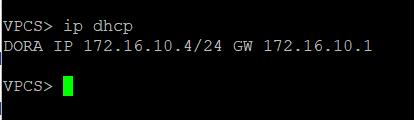 VPCS> ip dhcp
DORA IP 172.16.10.4/24 GW 172.16.10.1
VPCS>